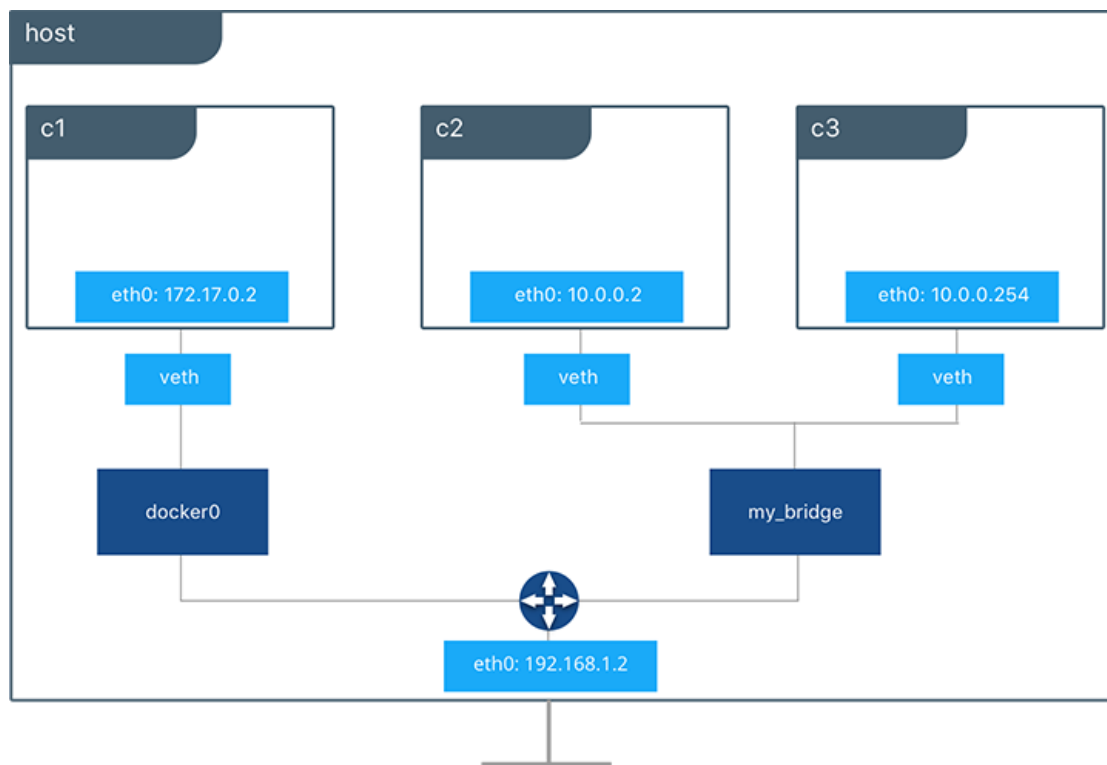 host
c1
c2
c3
eth0: 172.17.0.2
eth0: 10.0.0.2
eth0: 10.0.0.254
veth
veth
veth
docker0
my_bridge
eth0: 192.168.1.2